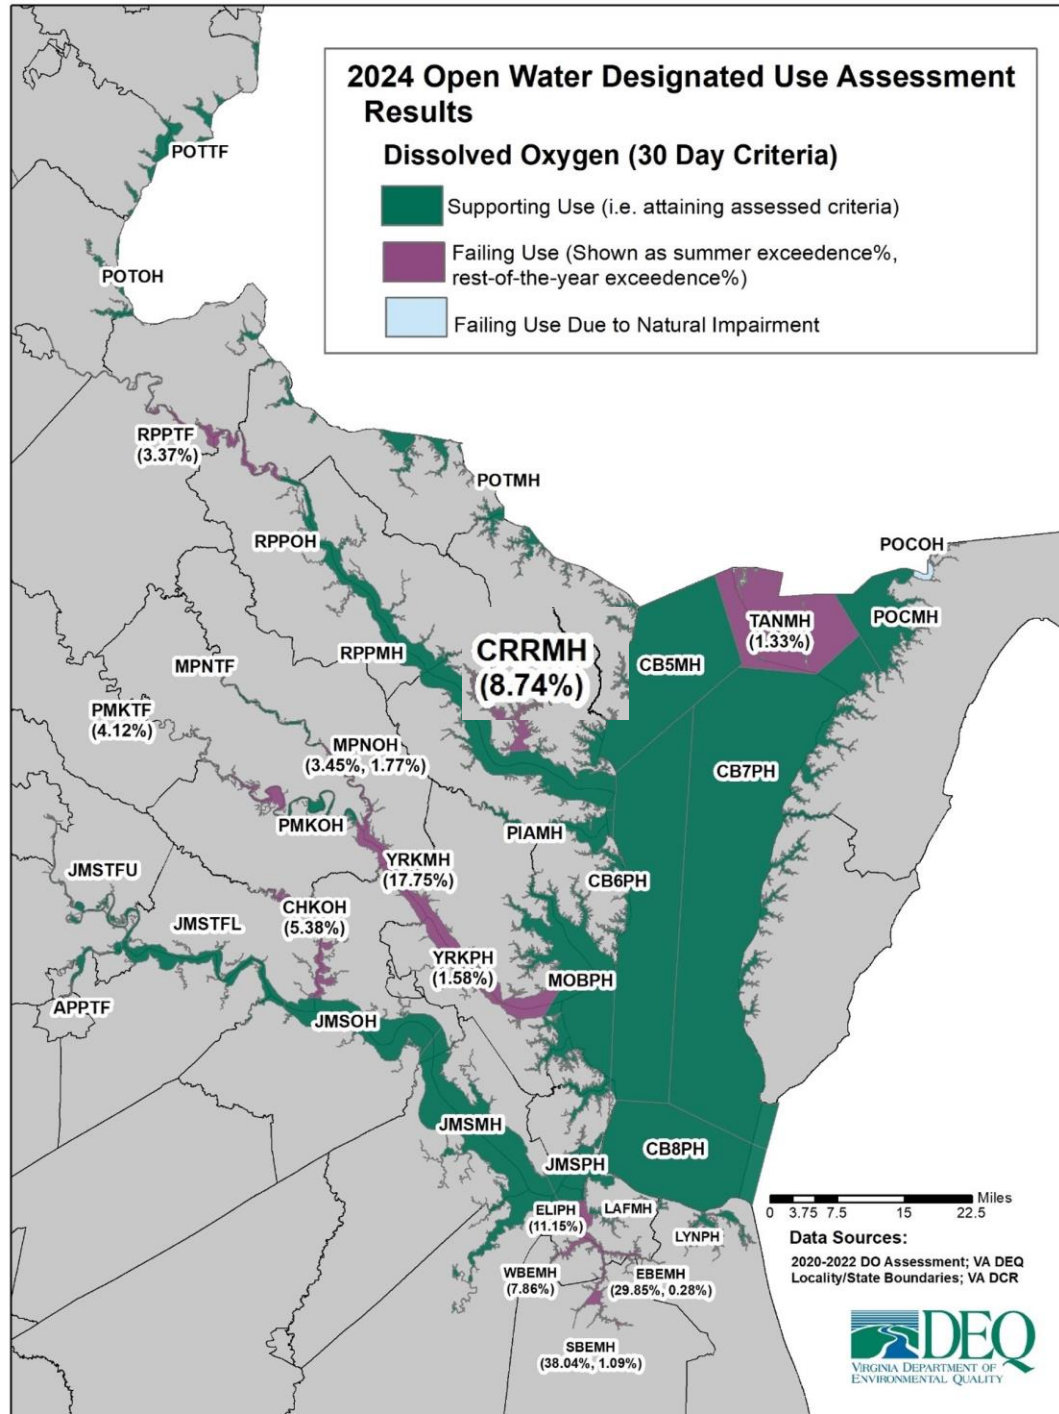 2024 Open Water Designated Use Assessment
Results
Dissolved Oxygen (30 Day Criteria)
Supporting Use (i.e. attaining assessed criteria)
Failing Use (Shown as summer exceedence%,
rest-of-the-year exceedence%)
Failing Use Due to Natural Impairment
POTTF
POTOH
RPPTF
(3.37%)
POTMH
RPPOH
POCOH
POCMH
TANMH
(1.33%)
CB5MH
CRRMH
(8.74%)
RPPMH
MPNTF
PMKTF
(4.12%)
MPNOH
(3.45%, 1.77%)
CB7PH
PMKOH
PIAMH
YRKMH
(17.75%)
CB6PH
JMSTFU
CHKOH
(5.38%)
JMSTFL
YRKPH
(1.58%)
MOBPH
APPTF
JMSOH
JMSMH
CB8PH
JMSPH
ELIPH
(11.15%)
LAFMH
LYNPH
WBEMH
(7.86%)
EBEMH
(29.85%, 0.28%)
SBEMH
(38.04%, 1.09%)
Miles
0 3.75 7.5 15 22.5
Data Sources:
2020-2022 DO Assessment; VA DEQ
Locality/State Boundaries; VA DCR
DEQ
VIRGINIA DEPARTMENT OF
ENVIRONMENTAL QUALITY